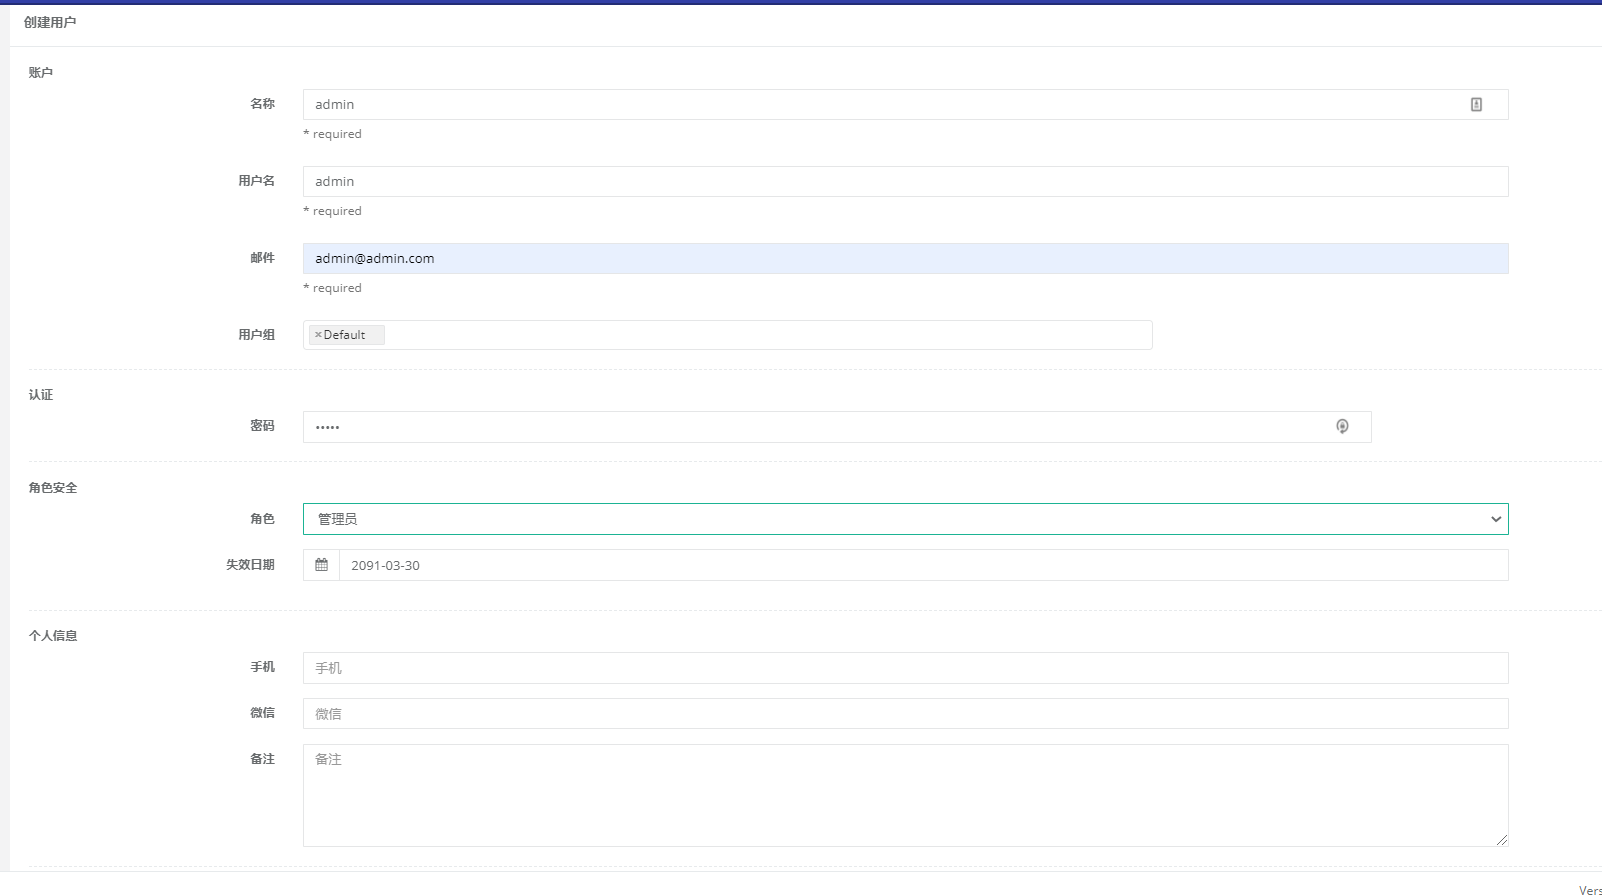 创建用户
账户
名称 admin
* required
用户名 admin
* required
邮件 admin@admin.com
* required
用户组 ×Default
认证
密码 •••••
角色安全
角色 管理员
失效日期 2091-03-30
个人信息
手机 手机
微信 微信
备注 备注
Vers